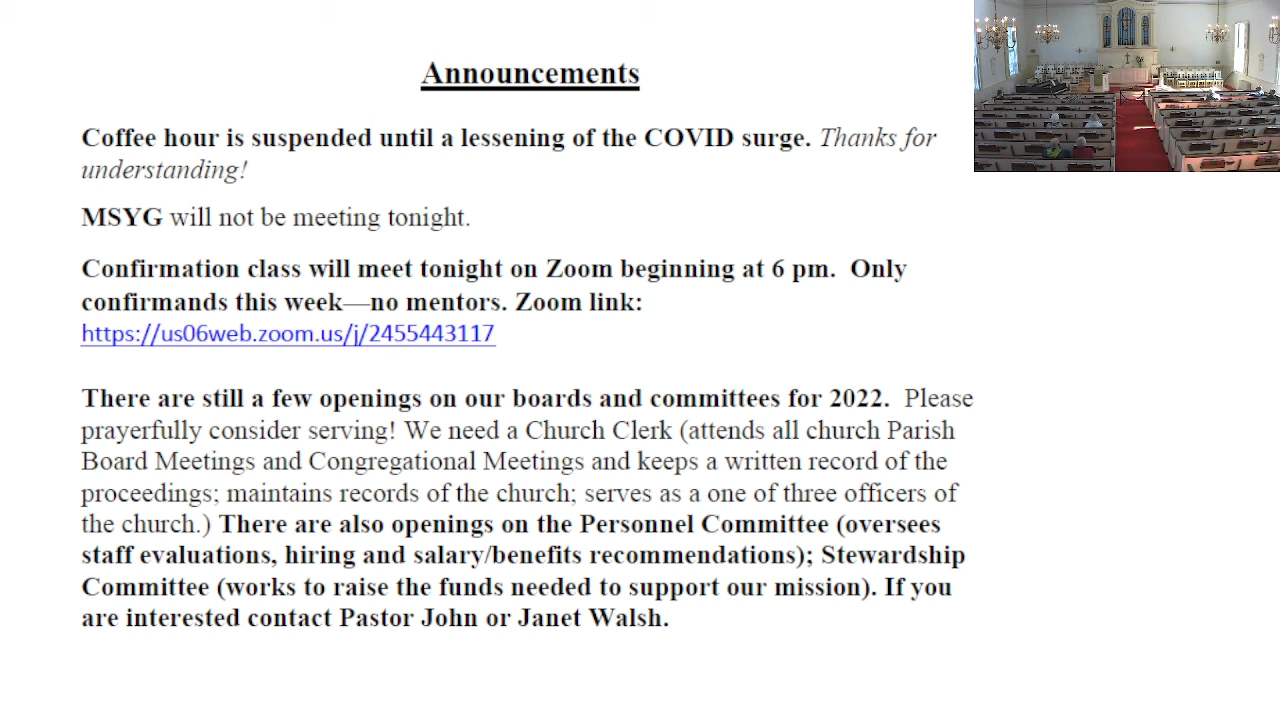 Announcements
Coffee hour is suspended until a lessening of the COVID surge. Thanks for
understanding!
MSYG will not be meeting tonight.
Confirmation class will meet tonight on Zoom beginning at 6 pm.  Only
confirmands this week—no mentors. Zoom link:
https://us06web.zoom.us/j/2455443117
There are still a few openings on our boards and committees for 2022.  Please
prayerfully consider serving! We need a Church Clerk (attends all church Parish
Board Meetings and Congregational Meetings and keeps a written record of the
proceedings; maintains records of the church; serves as a one of three officers of
the church.) There are also openings on the Personnel Committee (oversees
staff evaluations, hiring and salary/benefits recommendations); Stewardship
Committee (works to raise the funds needed to support our mission). If you
are interested contact Pastor John or Janet Walsh.